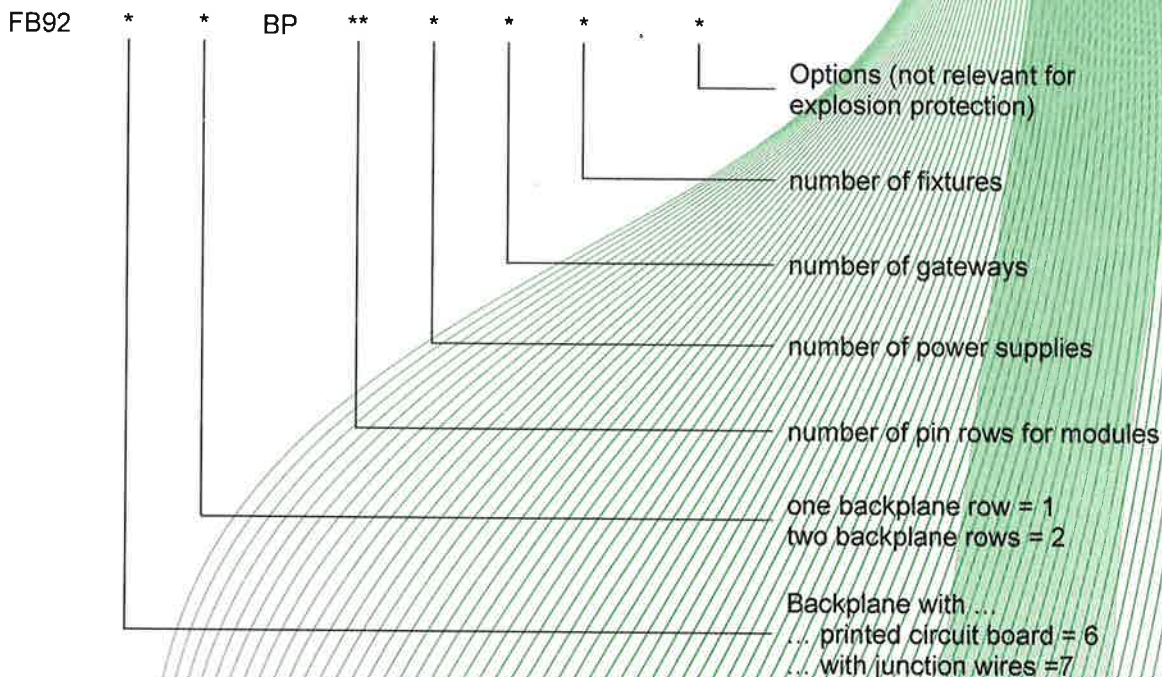 FB92 * * BP ** * * * . *
Options (not relevant for
explosion protection)
number of fixtures
number of gateways
number of power supplies
number of pin rows for modules
one backplane row = 1
two backplane rows = 2
Backplane with ...
... printed circuit board = 6
... with junction wires =7